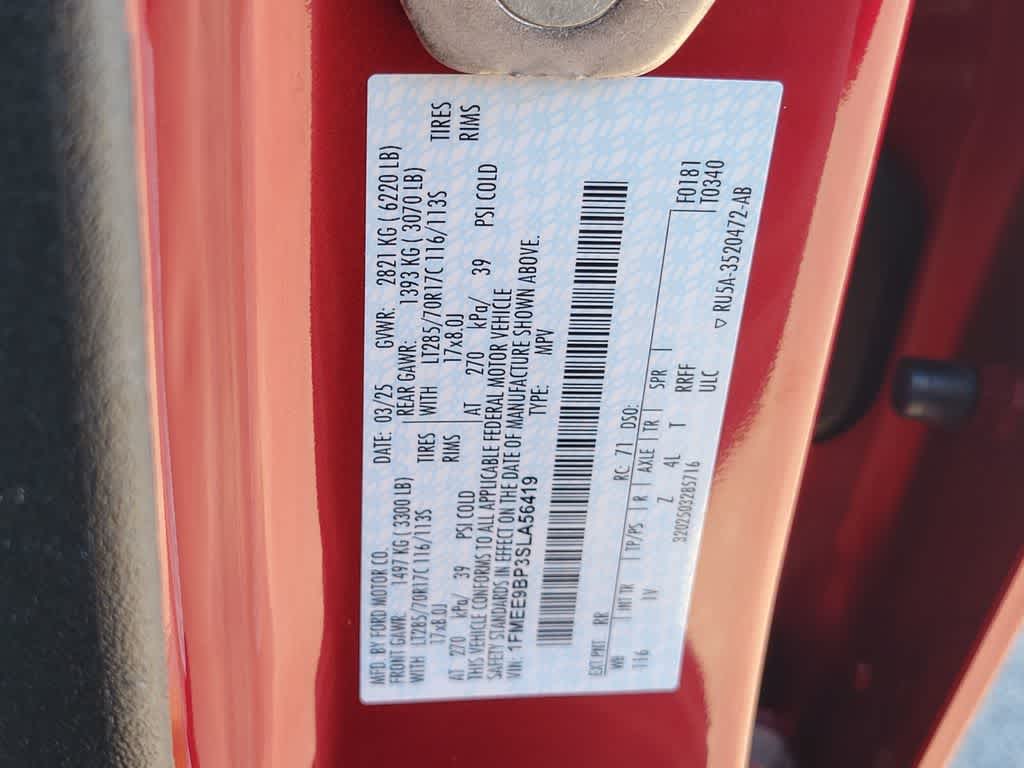 MFD. BY FORD MOTOR CO. DATE: 03/25 GVWR: 2821 KG ( 6220 LB)
FRONT GAWR: 1497 KG ( 3300 LB) REAR GAWR: 1393 KG ( 3070 LB)
WITH LT285/70R17C 116/113S TIRES WITH LT285/70R17C 116/113S TIRES
17x8.0J RIMS 17x8.0J RIMS
AT 270 kPa/ 39 PSI COLD AT 270 kPa/ 39 PSI COLD
THIS VEHICLE CONFORMS TO ALL APPLICABLE FEDERAL MOTOR VEHICLE
SAFETY STANDARDS IN EFFECT ON THE DATE OF MANUFACTURE SHOWN ABOVE.
VIN: 1FMEE9BP3SLA56419 TYPE: MPV
EXT PNT RR RC: 71 DSO:
WB INT TR TP/PS R AXLE TR SPR F0181
116 IV Z 4L T RRFF T0340
3202503285716 ULC
▽ RU5A-3520472-AB